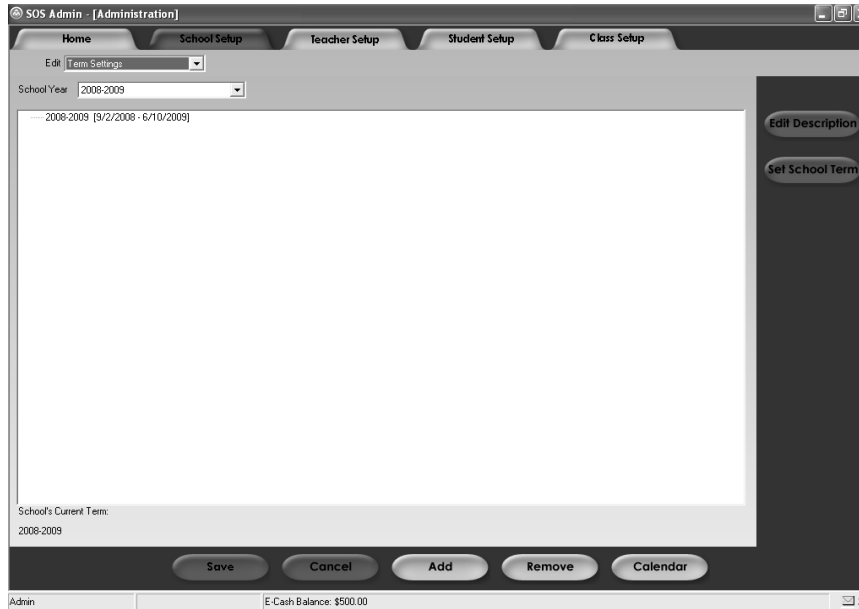 SOS Admin - [Administration]
Home School Setup Teacher Setup Student Setup Class Setup
Edit Term Settings
School Year 2008-2009
2008-2009 [9/2/2008 - 6/10/2009]
Edit Description
Set School Term
School's Current Term:
2008-2009
Save Cancel Add Remove Calendar
Admin E-Cash Balance: $500.00